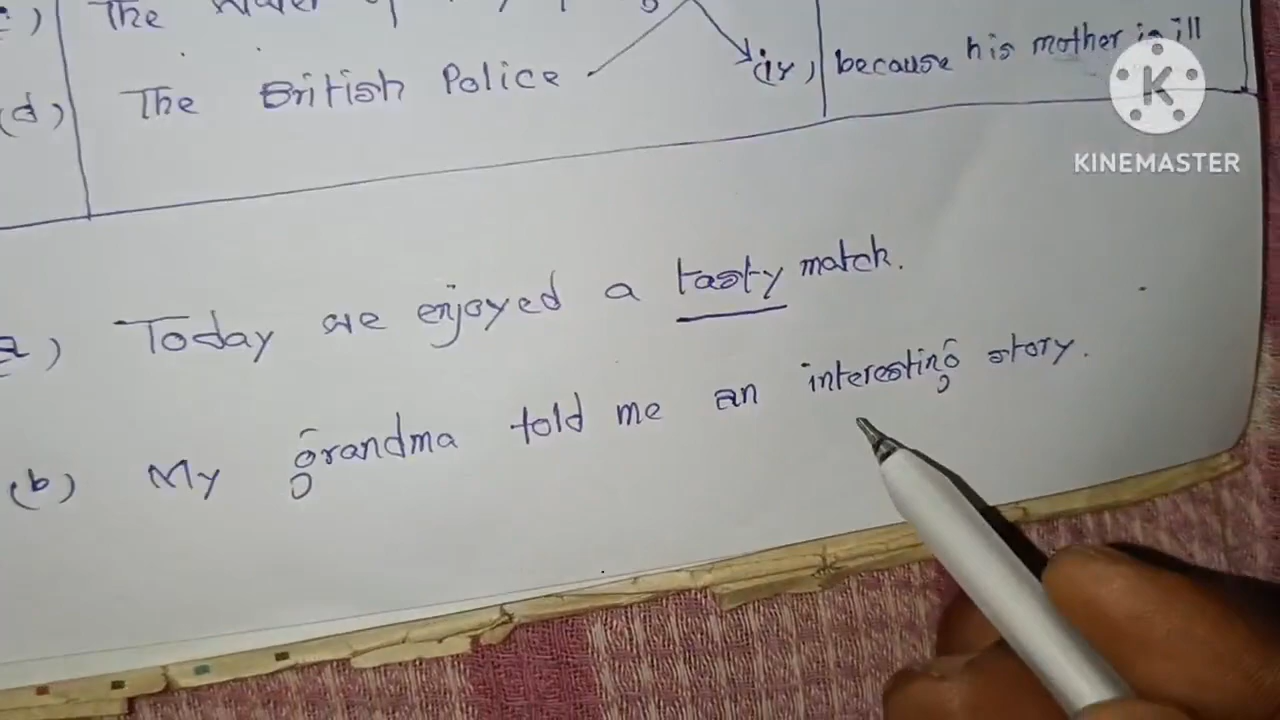 The
(d) The British Police (iv) because his mother is ill
KINEMASTER
a) Today we enjoyed a tasty match.
(b) My grandma told me an interesting story.